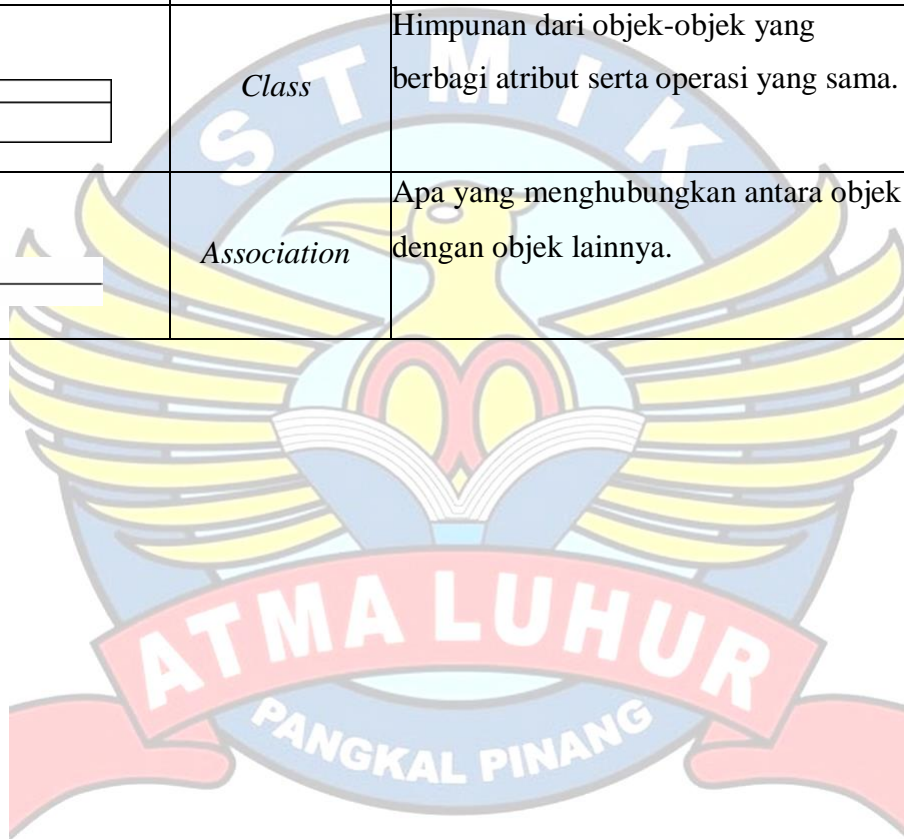 Class
Himpunan dari objek-objek yang
berbagi atribut serta operasi yang sama.
Association
Apa yang menghubungkan antara objek
dengan objek lainnya.
STMIK
ATMA LUHUR
PANGKAL PINANG